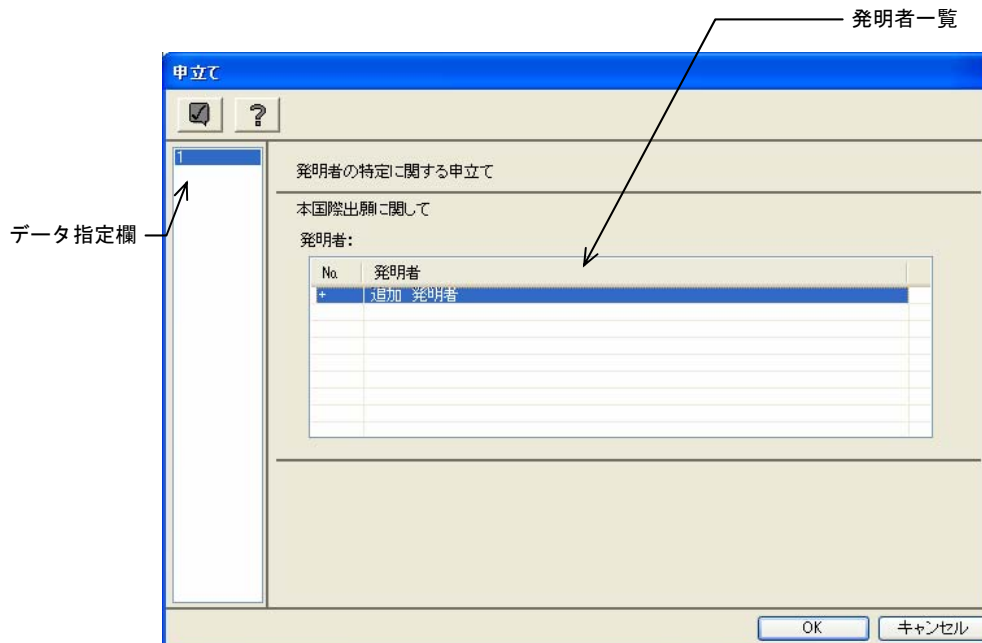 発明者一覧
申立て
?
1
発明者の特定に関する申立て
本国際出願に関して
データ指定欄
発明者:
No. 発明者
+ 追加 発明者
OK キャンセル